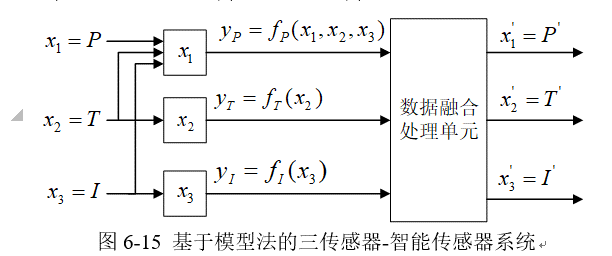 x₁ = P
x₁
y_P = f_P(x₁, x₂, x₃)
x₁' = P'
x₂ = T
x₂
y_T = f_T(x₂)
数据融合
处理单元
x₂' = T'
x₃ = I
x₃
y_I = f_I(x₃)
x₃' = I'
图 6-15 基于模型法的三传感器-智能传感器系统